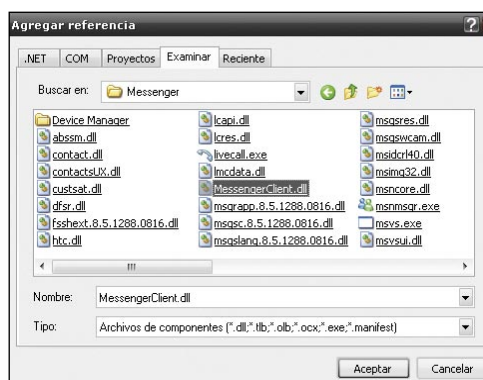 Agregar referencia
?
.NET COM Proyectos Examinar Reciente
Buscar en: Messenger
Device Manager
abssm.dll
contact.dll
contactsUX.dll
custsat.dll
dfsr.dll
fsshext.8.5.1288.0816.dll
htc.dll
lcapi.dll
lcres.dll
livecall.exe
lmcdata.dll
MessengerClient.dll
msgrapp.8.5.1288.0816.dll
msgsc.8.5.1288.0816.dll
msgslang.8.5.1288.0816.dll
msgsres.dll
msgswcam.dll
msidcrl40.dll
msimg32.dll
msncore.dll
msnmsgr.exe
msvs.exe
msvsui.dll
Nombre: MessengerClient.dll
Tipo: Archivos de componentes (*.dll;*.tlb;*.olb;*.ocx;*.exe;*.manifest)
Aceptar Cancelar